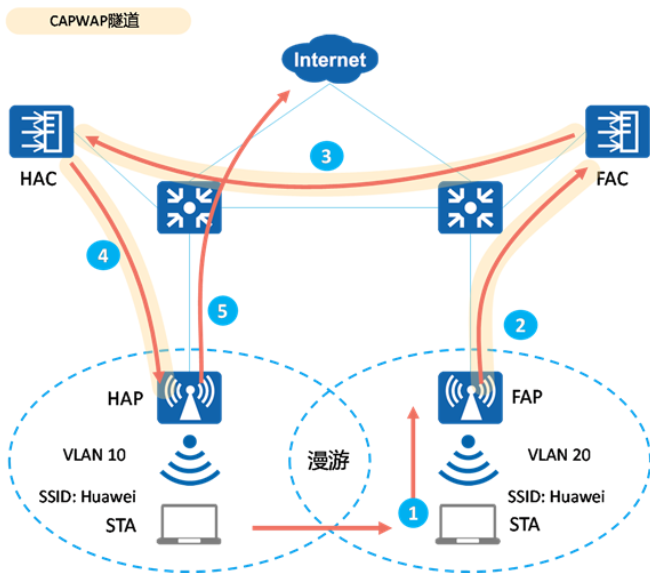 CAPWAP隧道
Internet
HAC
FAC
3
4
5
2
HAP
FAP
VLAN 10
漫游
VLAN 20
SSID: Huawei
SSID: Huawei
1
STA
STA